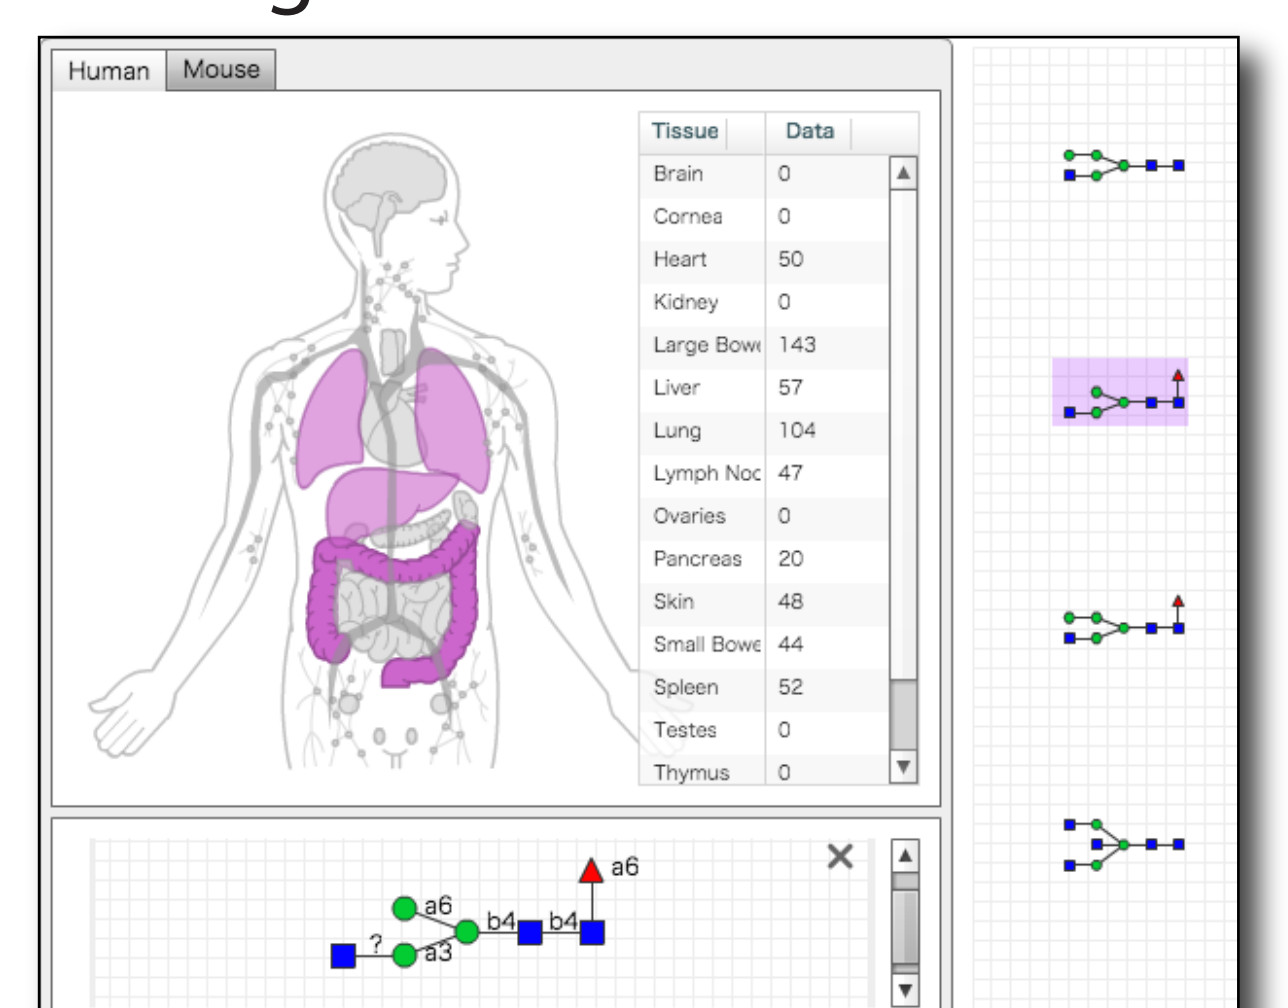 Human Mouse
Tissue Data
Brain 0
Cornea 0
Heart 50
Kidney 0
Large Bowe 143
Liver 57
Lung 104
Lymph Noc 47
Ovaries 0
Pancreas 20
Skin 48
Small Bowe 44
Spleen 52
Testes 0
Thymus 0
a6
a6
b4 b4
?
a3